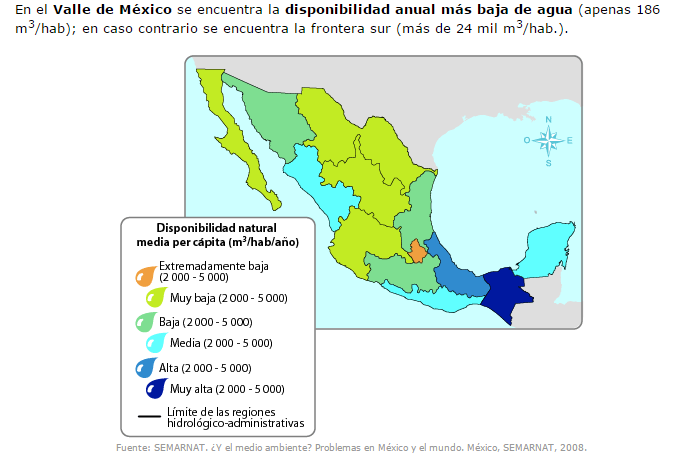 En el Valle de México se encuentra la disponibilidad anual más baja de agua (apenas 186
m³/hab); en caso contrario se encuentra la frontera sur (más de 24 mil m³/hab.).
N
O E
S
Disponibilidad natural
media per cápita (m³/hab/año)
Extremadamente baja
(2 000 - 5 000)
Muy baja (2 000 - 5 000)
Baja (2 000 - 5 000)
Media (2 000 - 5 000)
Alta (2 000 - 5 000)
Muy alta (2 000 - 5 000)
Límite de las regiones
hidrológico-administrativas
Fuente: SEMARNAT. ¿Y el medio ambiente? Problemas en México y el mundo. México, SEMARNAT, 2008.